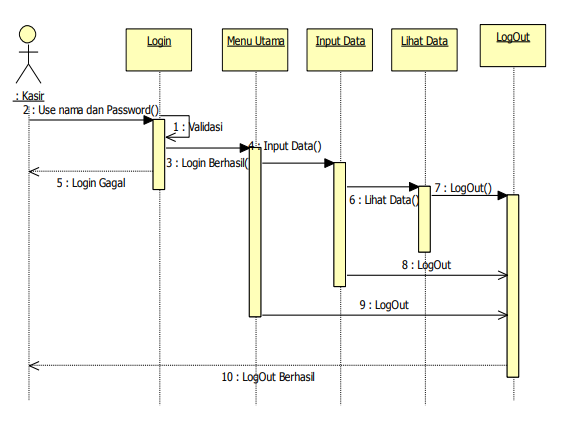 Login
Menu Utama
Input Data
Lihat Data
LogOut
: Kasir
2 : Use nama dan Password()
1 : Validasi
4 : Input Data()
3 : Login Berhasil(
5 : Login Gagal
7 : LogOut()
6 : Lihat Data()
8 : LogOut
9 : LogOut
10 : LogOut Berhasil